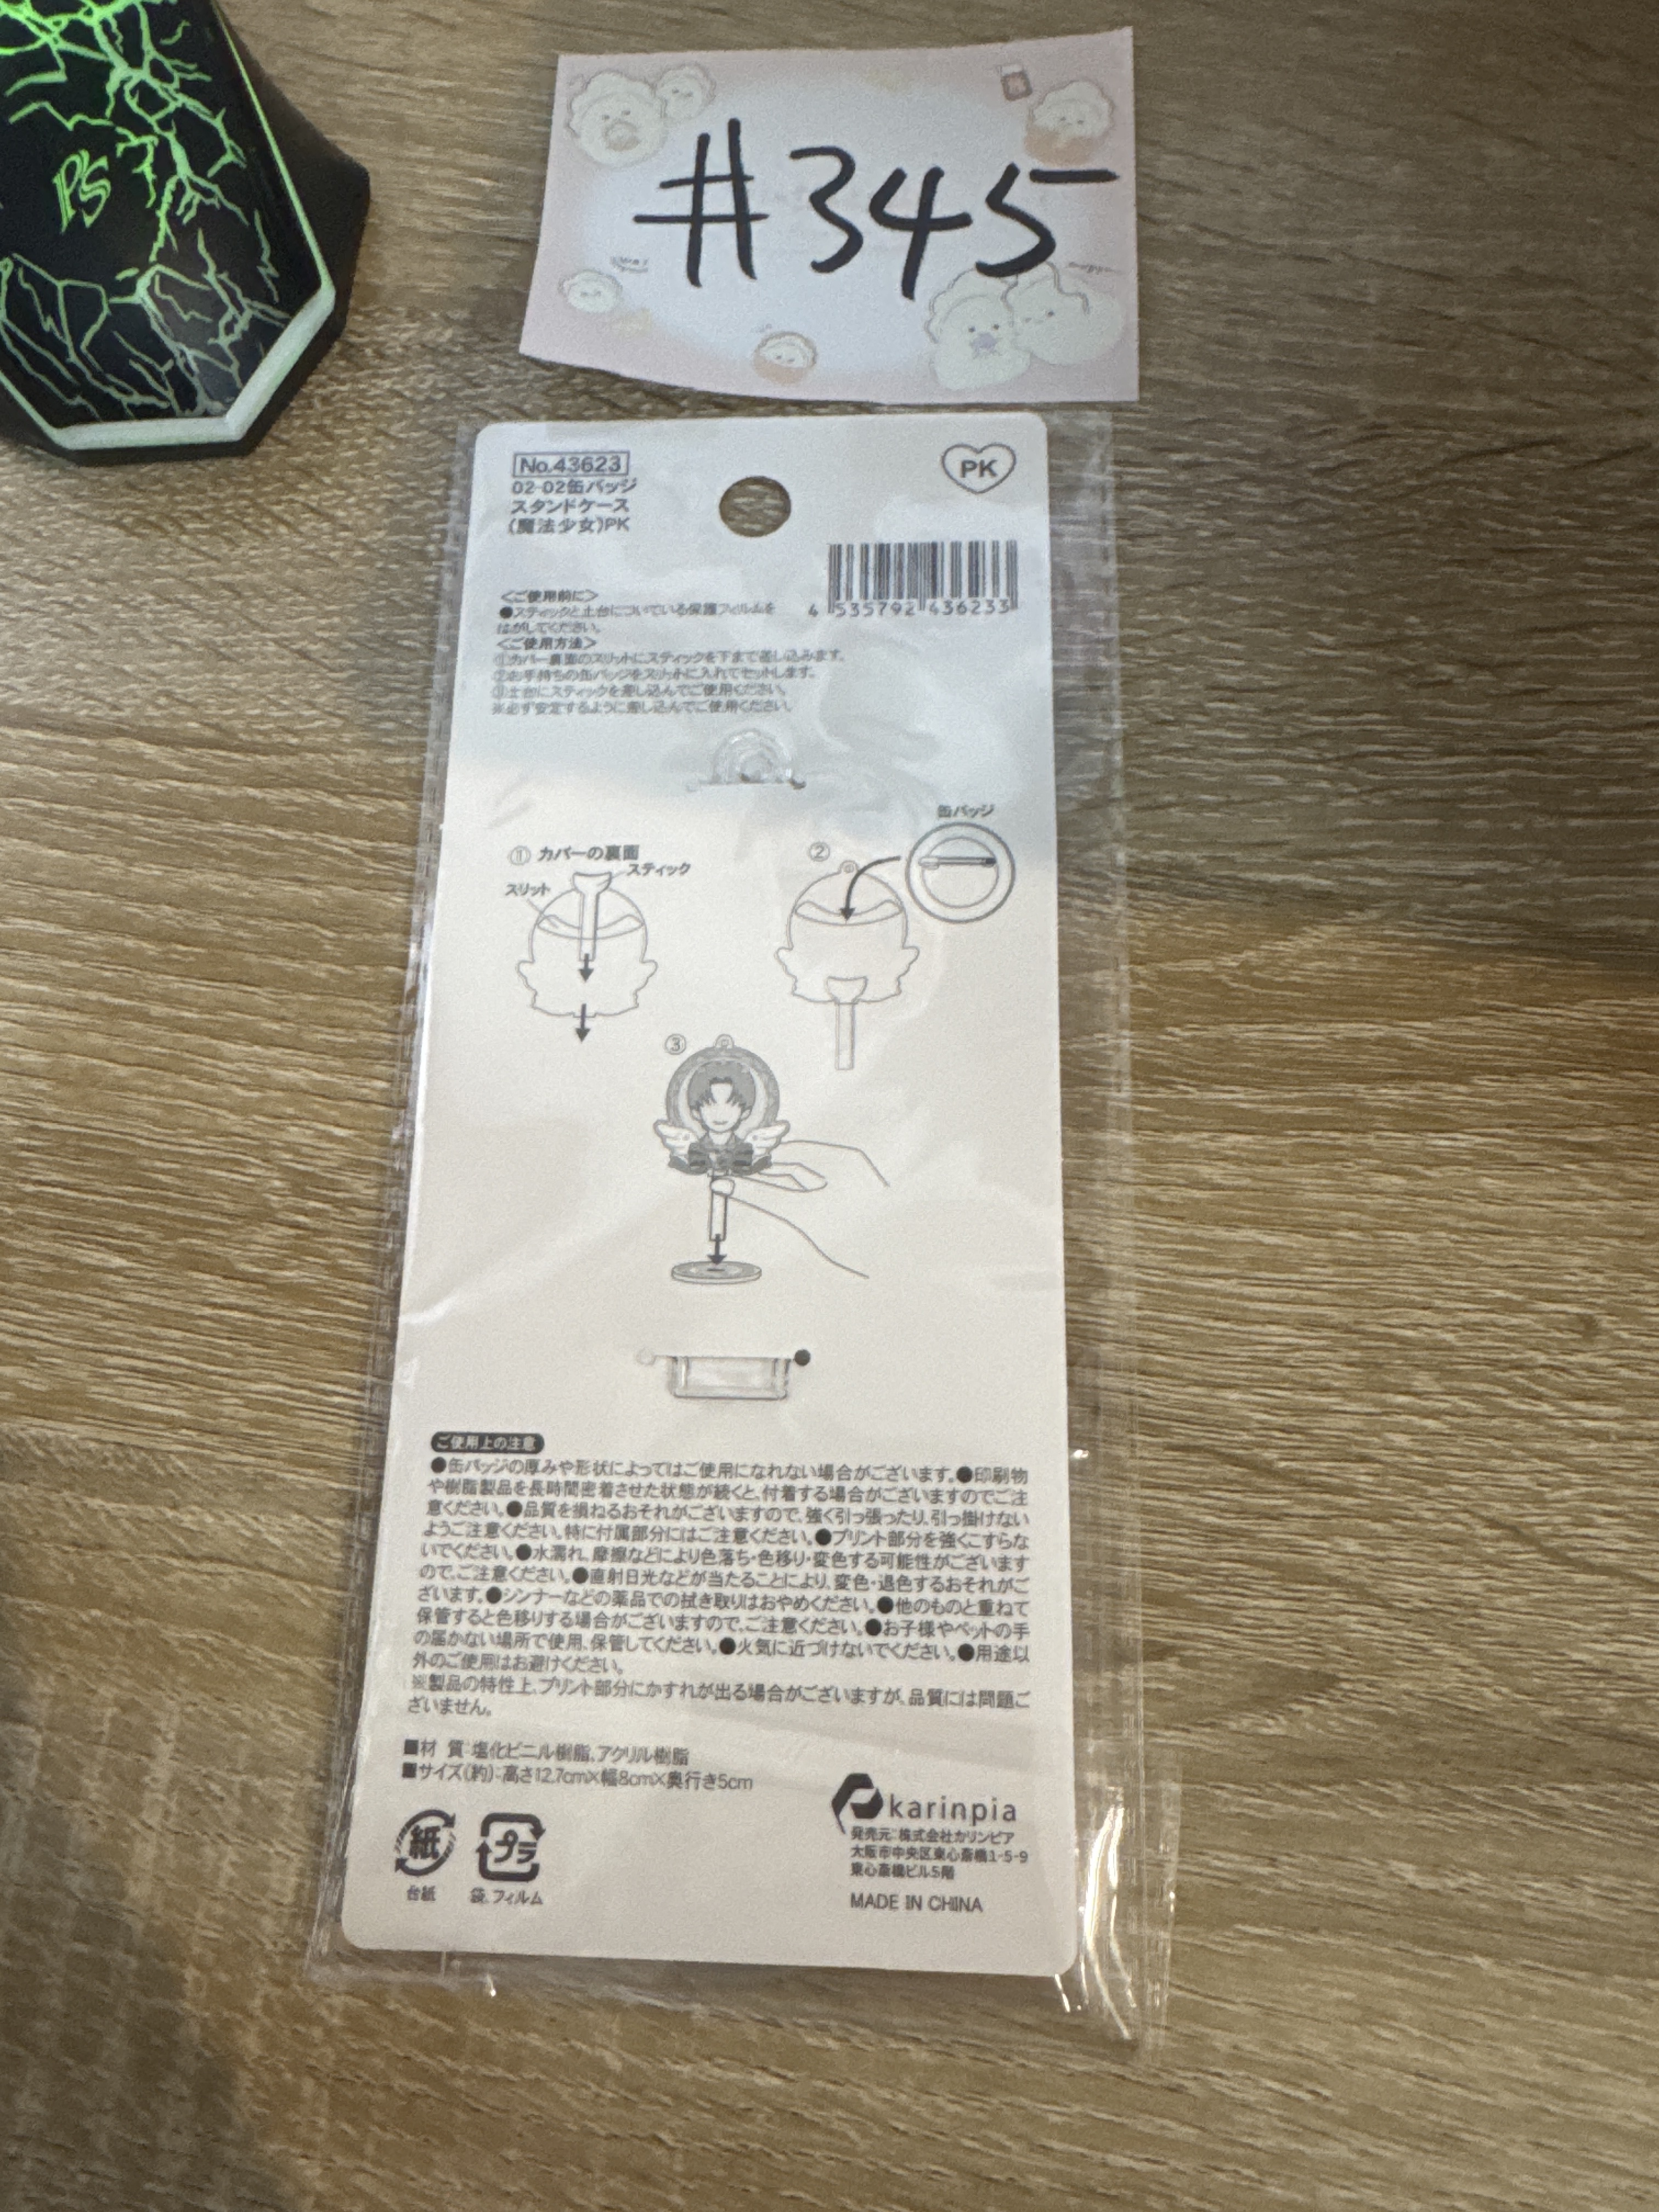 PS
#345
No.43623
02-02缶バッジ
スタンドケース
(魔法少女)PK
PK
4 535792 436233
<ご使用前に>
●スティックと土台についている保護フィルムを
はがしてください。
<ご使用方法>
①カバー裏面のスリットにスティックを下まで差し込みます。
②お手持ちの缶バッジをスリットに入れてセットします。
③土台にスティックを差し込んでご使用ください。
※必ず安定するように差し込んでご使用ください。
① カバーの裏面
スティック
スリット
②
缶バッジ
③
ご使用上の注意
●缶バッジの厚みや形状によってはご使用になれない場合がございます。●印刷物
や樹脂製品を長時間密着させた状態が続くと、付着する場合がございますのでご注
意ください。●品質を損ねるおそれがございますので、強く引っ張ったり、引っ掛けない
ようご注意ください。特に付属部分にはご注意ください。●プリント部分を強くこすらな
いでください。●水濡れ、摩擦などにより色落ち・色移り・変色する可能性がございます
ので、ご注意ください。●直射日光などが当たることにより、変色・退色するおそれがご
ざいます。●シンナーなどの薬品での拭き取りはおやめください。●他のものと重ねて
保管すると色移りする場合がございますので、ご注意ください。●お子様やペットの手
の届かない場所で使用、保管してください。●火気に近づけないでください。●用途以
外のご使用はお避けください。
※製品の特性上、プリント部分にかすれが出る場合がございますが、品質には問題ご
ざいません。
■材 質:塩化ビニル樹脂、アクリル樹脂
■サイズ(約):高さ12.7cm×幅8cm×奥行き5cm
紙
台紙
プラ
袋、フィルム
karinpia
発売元:株式会社カリンピア
大阪市中央区東心斎橋1-5-9
東心斎橋ビル5階
MADE IN CHINA